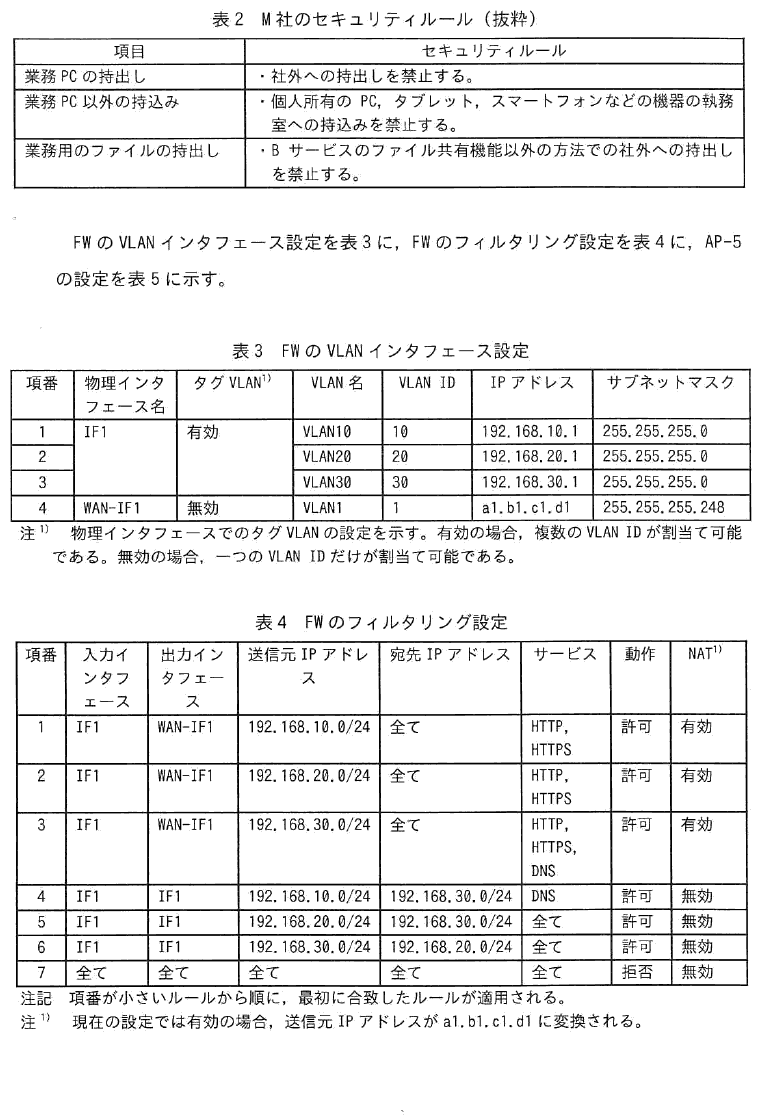 表2 M社のセキュリティルール(抜粋)
項目 セキュリティルール
業務PCの持出し ・社外への持出しを禁止する。
業務PC以外の持込み ・個人所有の PC,タブレット,スマートフォンなどの機器の執務
室への持込みを禁止する。
業務用のファイルの持出し ・B サービスのファイル共有機能以外の方法での社外への持出し
を禁止する。
FWのVLANインタフェース設定を表3に,FWのフィルタリング設定を表4に,AP-5
の設定を表5に示す。
表3 FWのVLANインタフェース設定
項番 物理インタ タグVLAN1) VLAN名 VLAN ID IPアドレス サブネットマスク
フェース名
1 IF1 有効 VLAN10 10 192.168.10.1 255.255.255.0
2 VLAN20 20 192.168.20.1 255.255.255.0
3 VLAN30 30 192.168.30.1 255.255.255.0
4 WAN-IF1 無効 VLAN1 1 a1.b1.c1.d1 255.255.255.248
注1) 物理インタフェースでのタグVLANの設定を示す。有効の場合,複数のVLAN IDが割当て可能
である。無効の場合,一つのVLAN IDだけが割当て可能である。
表4 FWのフィルタリング設定
項番 入力イ 出力イン 送信元IPアドレ 宛先IPアドレス サービス 動作 NAT1)
ンタフ タフェー ス
ェース ス
1 IF1 WAN-IF1 192.168.10.0/24 全て HTTP, 許可 有効
HTTPS
2 IF1 WAN-IF1 192.168.20.0/24 全て HTTP, 許可 有効
HTTPS
3 IF1 WAN-IF1 192.168.30.0/24 全て HTTP, 許可 有効
HTTPS,
DNS
4 IF1 IF1 192.168.10.0/24 192.168.30.0/24 DNS 許可 無効
5 IF1 IF1 192.168.20.0/24 192.168.30.0/24 全て 許可 無効
6 IF1 IF1 192.168.30.0/24 192.168.20.0/24 全て 許可 無効
7 全て 全て 全て 全て 全て 拒否 無効
注記 項番が小さいルールから順に,最初に合致したルールが適用される。
注1) 現在の設定では有効の場合,送信元IPアドレスがa1.b1.c1.d1に変換される。